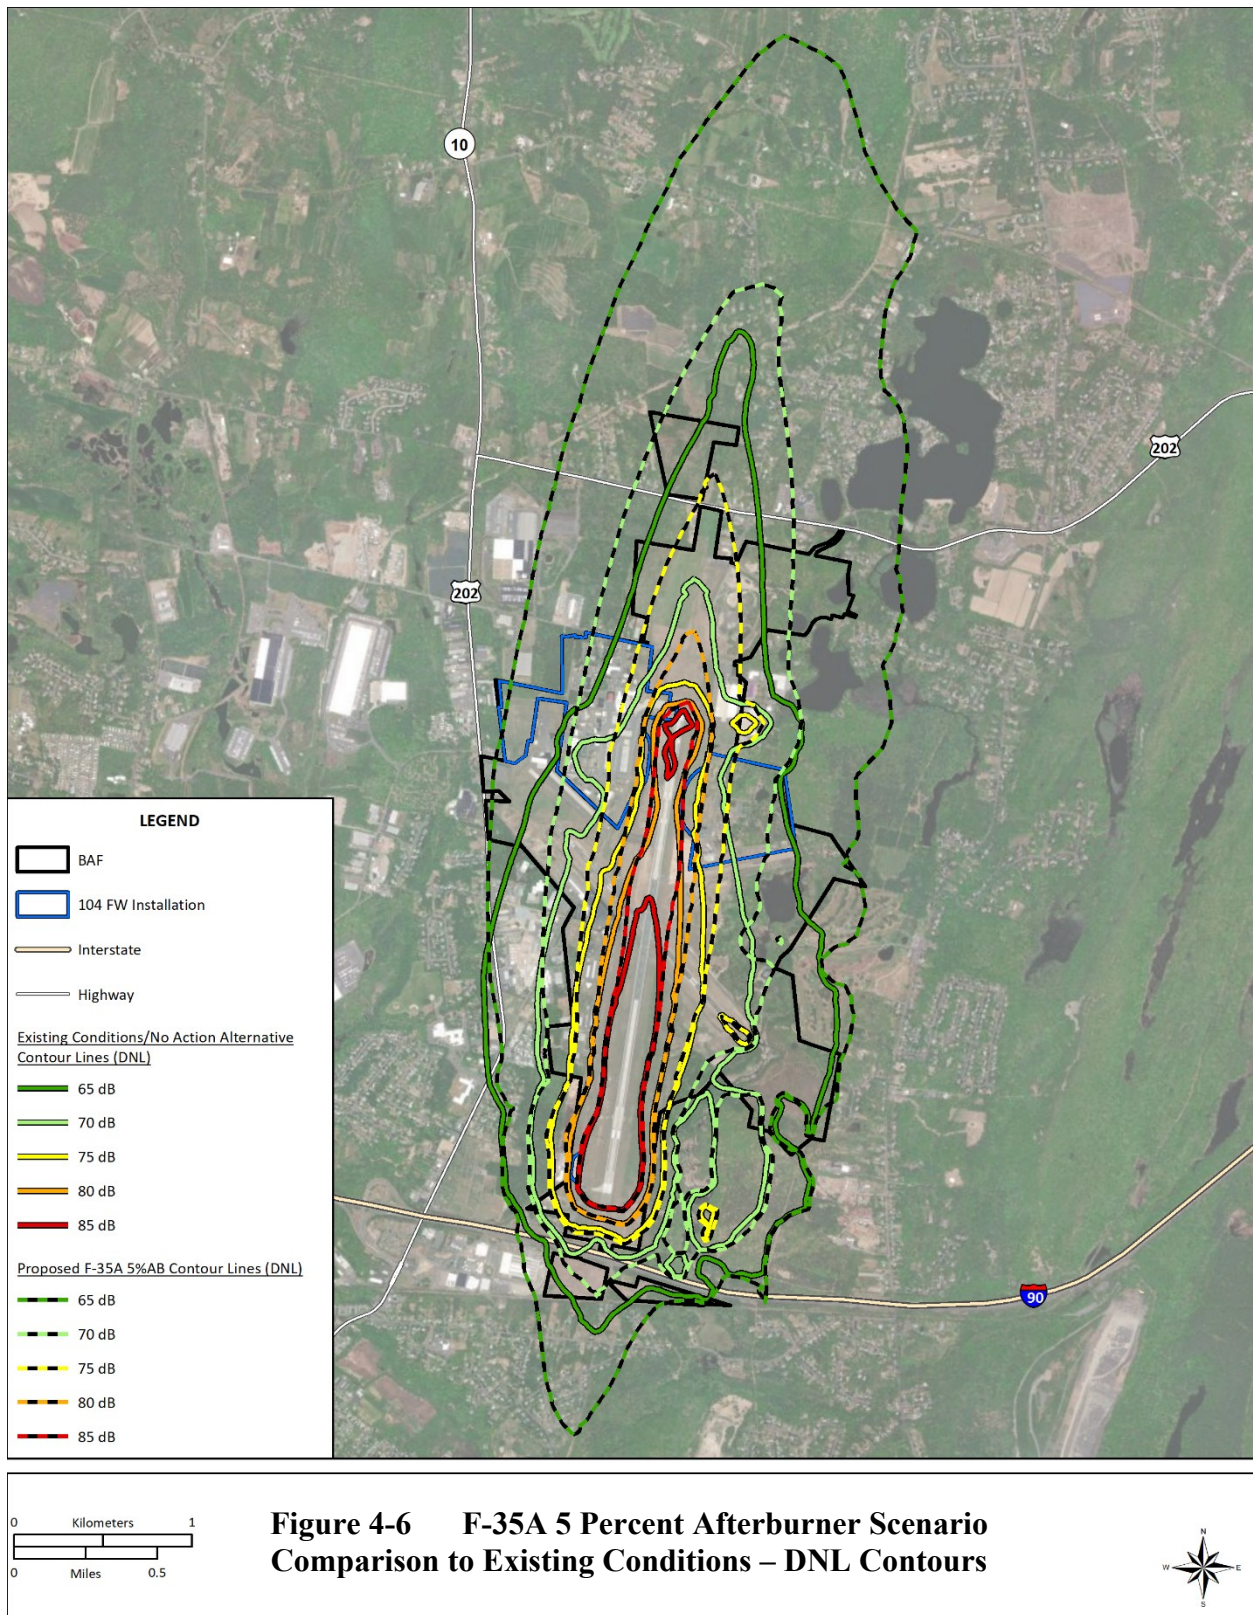 10
202
202
LEGEND
BAF
104 FW Installation
Interstate
Highway
Existing Conditions/No Action Alternative
Contour Lines (DNL)
65 dB
70 dB
75 dB
80 dB
85 dB
Proposed F-35A 5%AB Contour Lines (DNL)
65 dB
70 dB
75 dB
80 dB
85 dB
90
0 Kilometers 1
0 Miles 0.5
Figure 4-6 F-35A 5 Percent Afterburner Scenario
Comparison to Existing Conditions – DNL Contours
N
W E
S